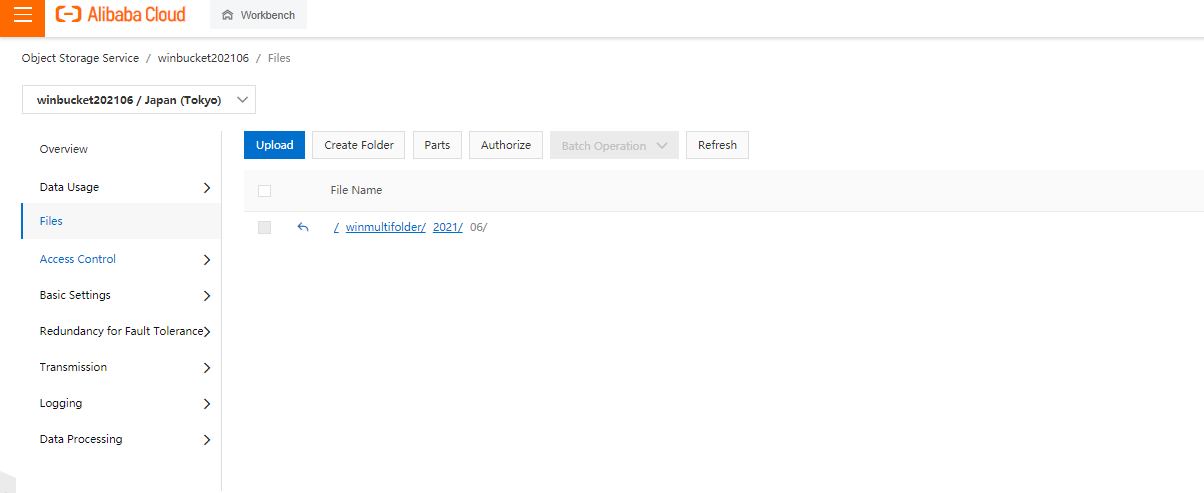 Alibaba Cloud Workbench
Object Storage Service / winbucket202106 / Files
winbucket202106 / Japan (Tokyo)
Overview
Data Usage
Files
Access Control
Basic Settings
Redundancy for Fault Tolerance
Transmission
Logging
Data Processing
Upload Create Folder Parts Authorize Batch Operation Refresh
File Name
/ winmultifolder/ 2021/ 06/